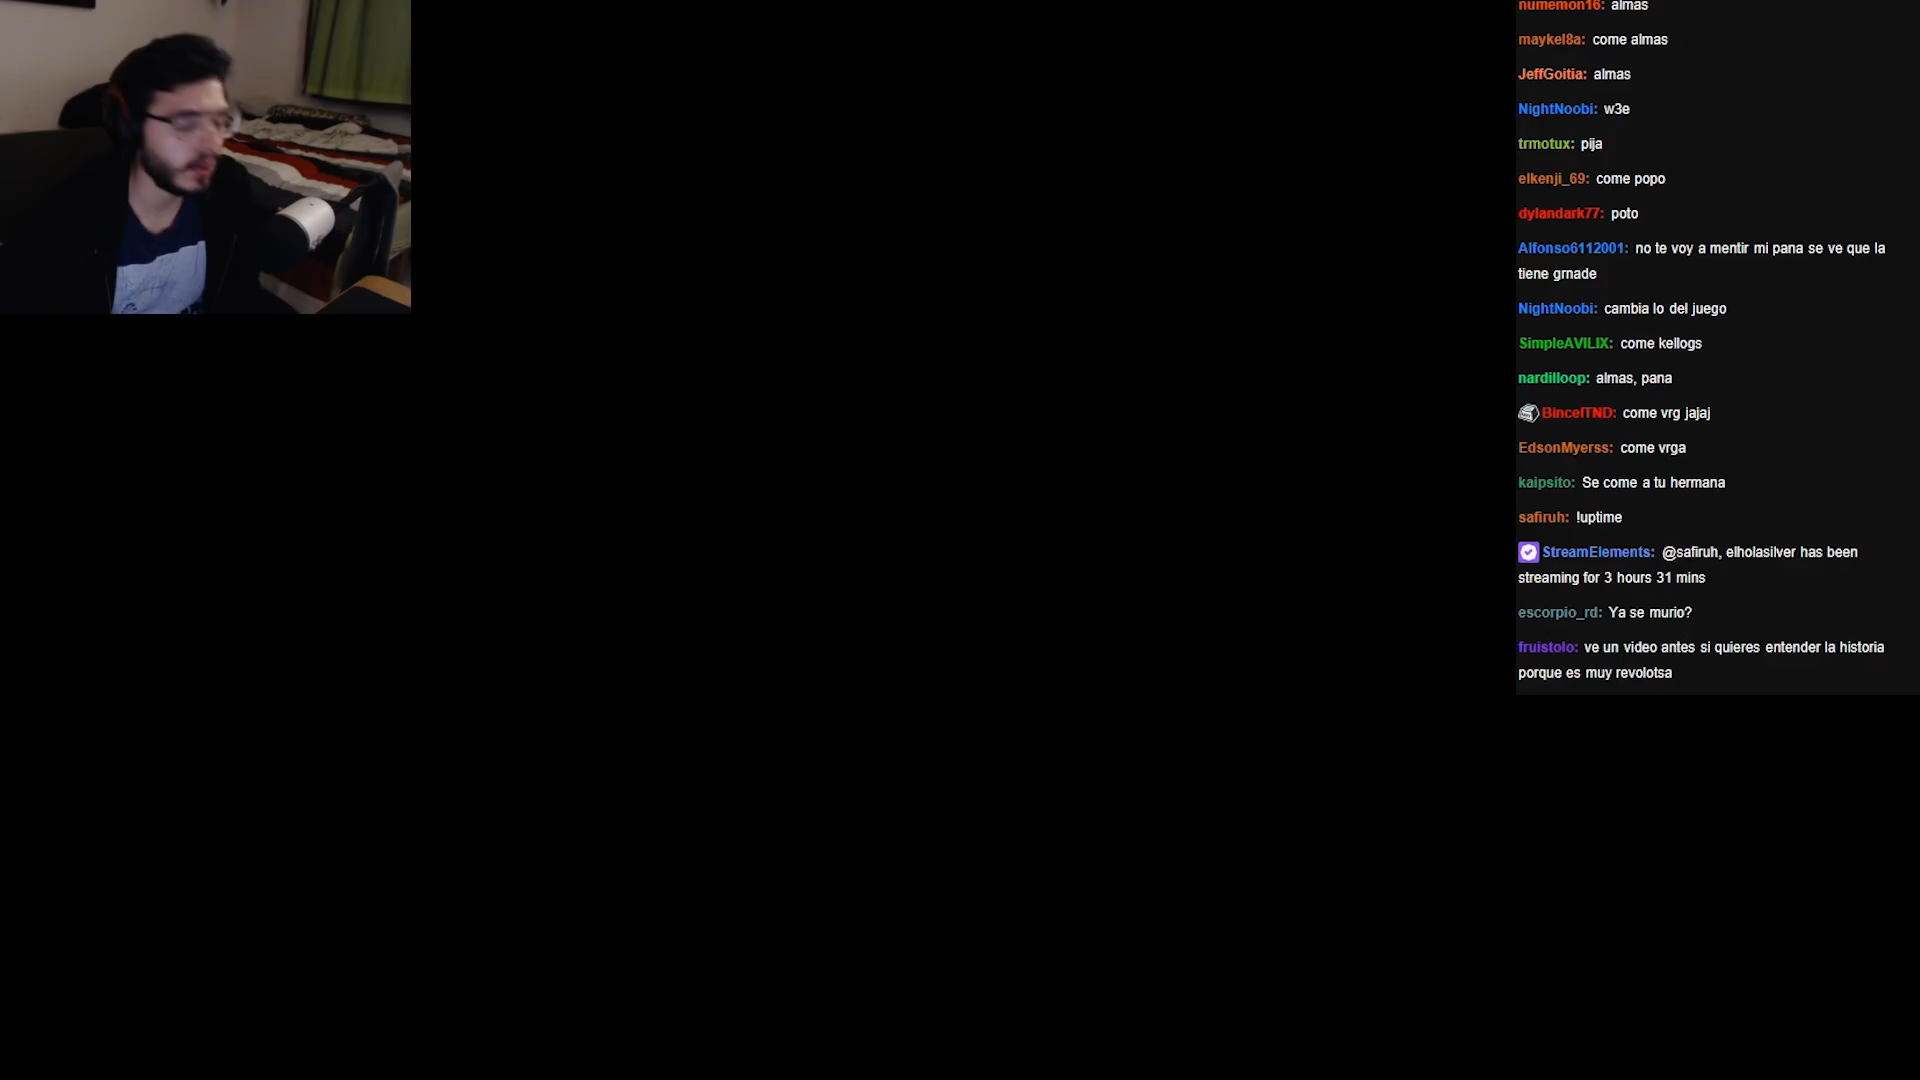 numemon16: almas
maykel8a: come almas
JeffGoitia: almas
NightNoobi: w3e
trmotux: pija
elkenji_69: come popo
dylandark77: poto
Alfonso6112001: no te voy a mentir mi pana se ve que la
tiene grnade
NightNoobi: cambia lo del juego
SimpleAVILIX: come kellogs
nardilloop: almas, pana
BincelTND: come vrg jajaj
EdsonMyerss: come vrga
kaipsito: Se come a tu hermana
safiruh: !uptime
StreamElements: @safiruh, elholasilver has been
streaming for 3 hours 31 mins
escorpio_rd: Ya se murio?
fruistolo: ve un video antes si quieres entender la historia
porque es muy revolotsa